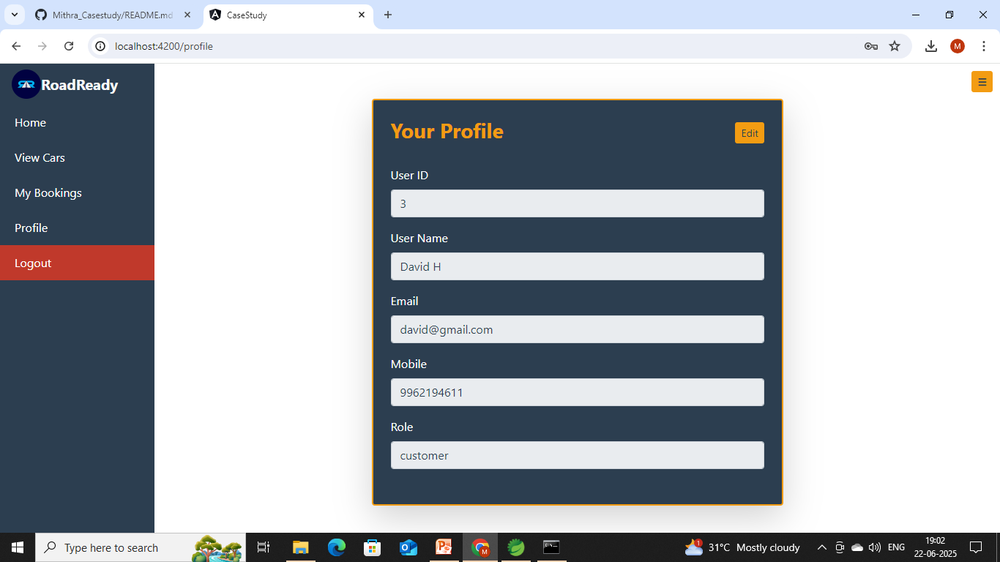 Mithra_Casestudy/README.md
CaseStudy
localhost:4200/profile
M
RoadReady
Home
View Cars
My Bookings
Profile
Logout
Your Profile
Edit
User ID
3
User Name
David H
Email
david@gmail.com
Mobile
9962194611
Role
customer
Type here to search
1
31°C Mostly cloudy
ENG
19:02
22-06-2025